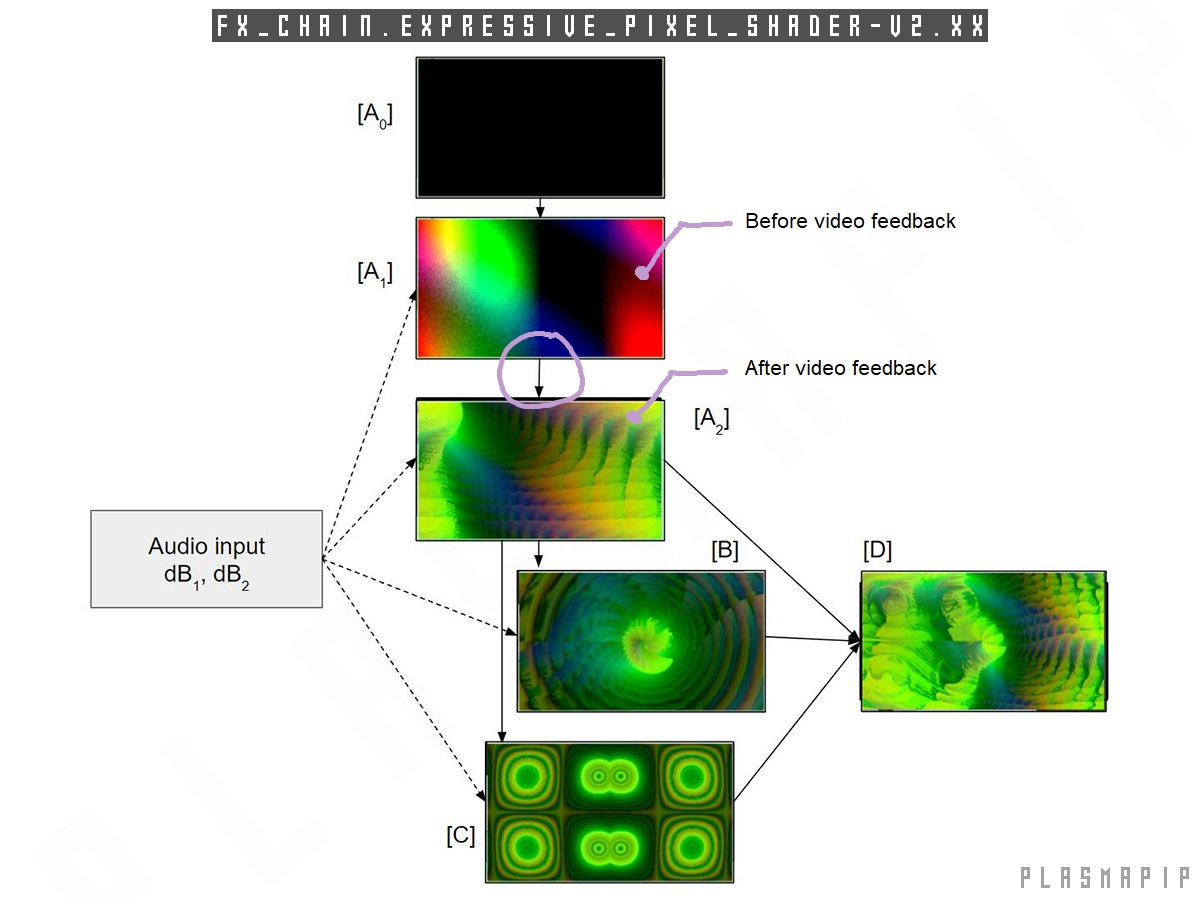 FX_CHAIN.EXPRESSIVE_PIXEL_SHADER-V2.XX
[A0]
Before video feedback
[A1]
After video feedback
[A2]
Audio input
dB1, dB2
[B]
[D]
[C]
PLASMAPIP